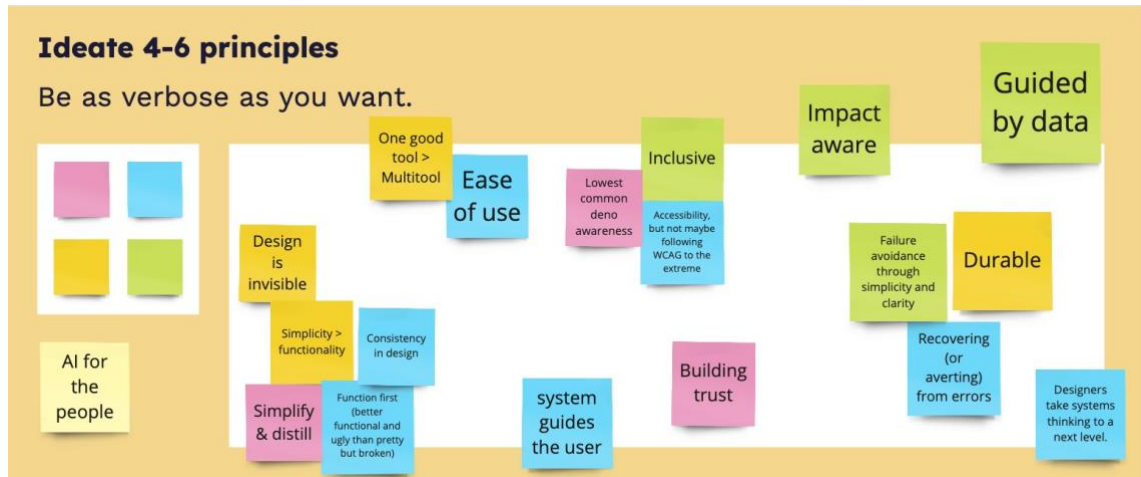 Ideate 4-6 principles
Be as verbose as you want.
One good
tool >
Multitool
Ease
of use
Lowest
common
deno
awareness
Inclusive
Accessibility,
but not maybe
following
WCAG to the
extreme
Impact
aware
Guided
by data
Design
is
invisible
Simplicity >
functionality
Consistency
in design
Simplify
& distill
Function first
(better
functional and
ugly than pretty
but broken)
system
guides
the user
Building
trust
Failure
avoidance
through
simplicity and
clarity
Durable
Recovering
(or
averting)
from errors
Designers
take systems
thinking to a
next level.
AI for
the
people